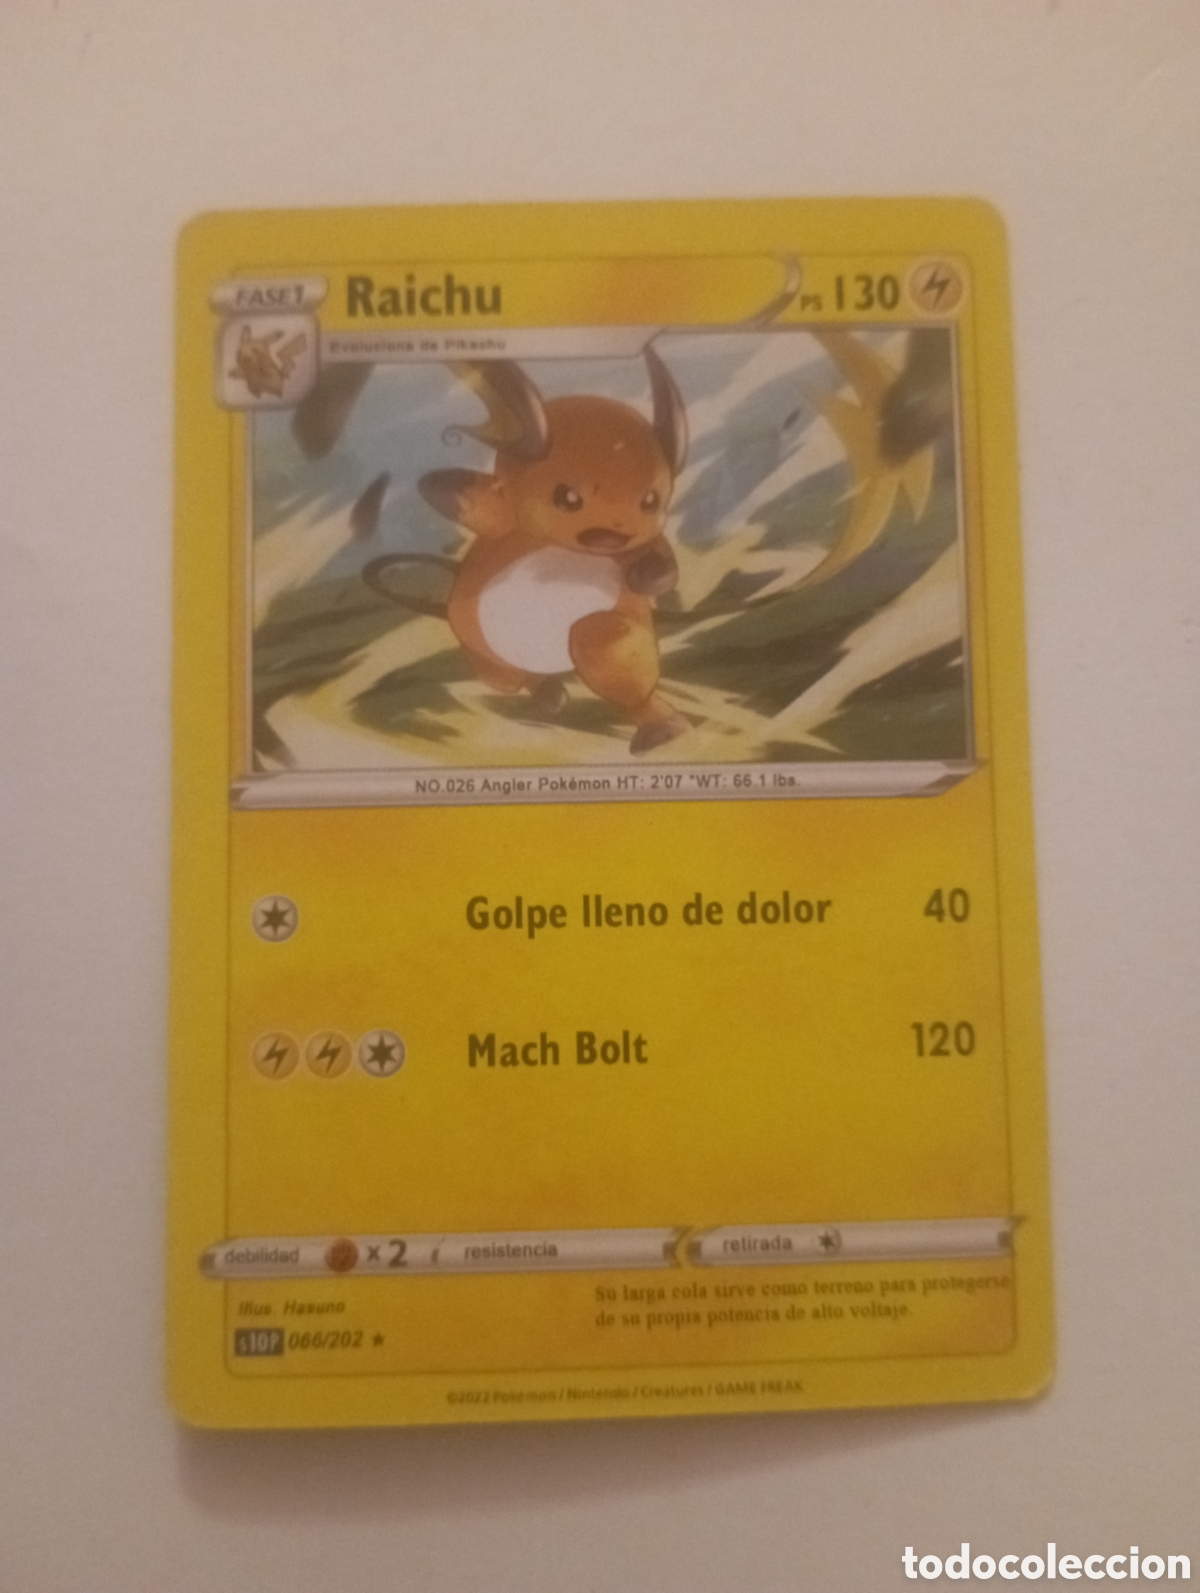 FASE1 Raichu PS 130
Evoluciona de Pikachu
NO.026 Angler Pokémon HT: 2'07 "WT: 66.1 lbs.
Golpe lleno de dolor 40
Mach Bolt 120
debilidad x2 resistencia retirada
Illus. Hasuno
Su larga cola sirve como terreno para protegerse
de su propia potencia de alto voltaje.
s10P 066/202 ★
©2022 Pokémon / Nintendo / Creatures / GAME FREAK
todocoleccion